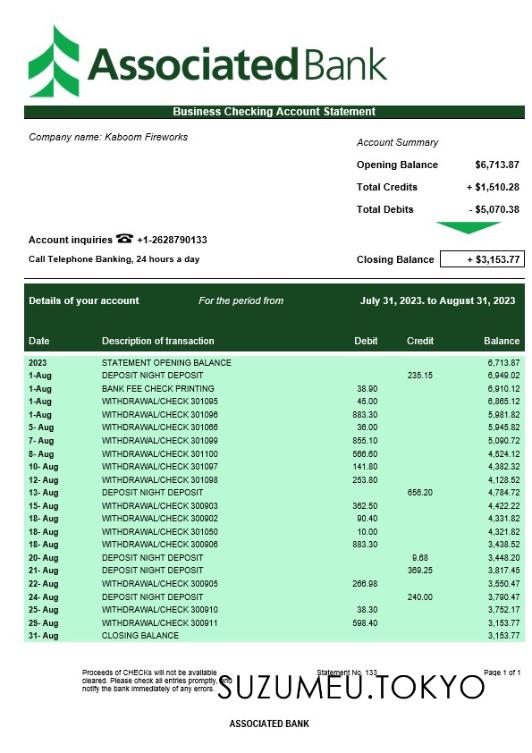 Associated Bank
Business Checking Account Statement
Company name: Kaboom Fireworks
Account Summary
Opening Balance $6,713.87
Total Credits + $1,510.28
Total Debits - $5,070.38
Account inquiries ☎ +1-2628790133
Call Telephone Banking, 24 hours a day
Closing Balance + $3,153.77
Details of your account For the period from July 31, 2023. to August 31, 2023
Date Description of transaction Debit Credit Balance
2023 STATEMENT OPENING BALANCE 6,713.87
1-Aug DEPOSIT NIGHT DEPOSIT 235.15 6,949.02
1-Aug BANK FEE CHECK PRINTING 38.90 6,910.12
1-Aug WITHDRAWAL/CHECK 301095 45.00 6,865.12
1-Aug WITHDRAWAL/CHECK 301096 883.30 5,981.82
5- Aug WITHDRAWAL/CHECK 301066 36.00 5,945.82
7- Aug WITHDRAWAL/CHECK 301099 855.10 5,090.72
8- Aug WITHDRAWAL/CHECK 301100 566.60 4,524.12
10- Aug WITHDRAWAL/CHECK 301097 141.80 4,382.32
12- Aug WITHDRAWAL/CHECK 301098 253.80 4,128.52
13- Aug DEPOSIT NIGHT DEPOSIT 656.20 4,784.72
15- Aug WITHDRAWAL/CHECK 300903 362.50 4,422.22
18- Aug WITHDRAWAL/CHECK 300902 90.40 4,331.82
18- Aug WITHDRAWAL/CHECK 301050 10.00 4,321.82
18- Aug WITHDRAWAL/CHECK 300906 883.30 3,438.52
20- Aug DEPOSIT NIGHT DEPOSIT 9.68 3,448.20
21- Aug DEPOSIT NIGHT DEPOSIT 369.25 3,817.45
22- Aug WITHDRAWAL/CHECK 300905 266.98 3,550.47
24- Aug DEPOSIT NIGHT DEPOSIT 240.00 3,790.47
25- Aug WITHDRAWAL/CHECK 300910 38.30 3,752.17
29- Aug WITHDRAWAL/CHECK 300911 598.40 3,153.77
31- Aug CLOSING BALANCE 3,153.77
Proceeds of CHECKs will not be available Statement No. 133 Page 1 of 1
cleared. Please check all entries promptly, and
notify the bank immediately of any errors.
SUZUMEU.TOKYO
ASSOCIATED BANK